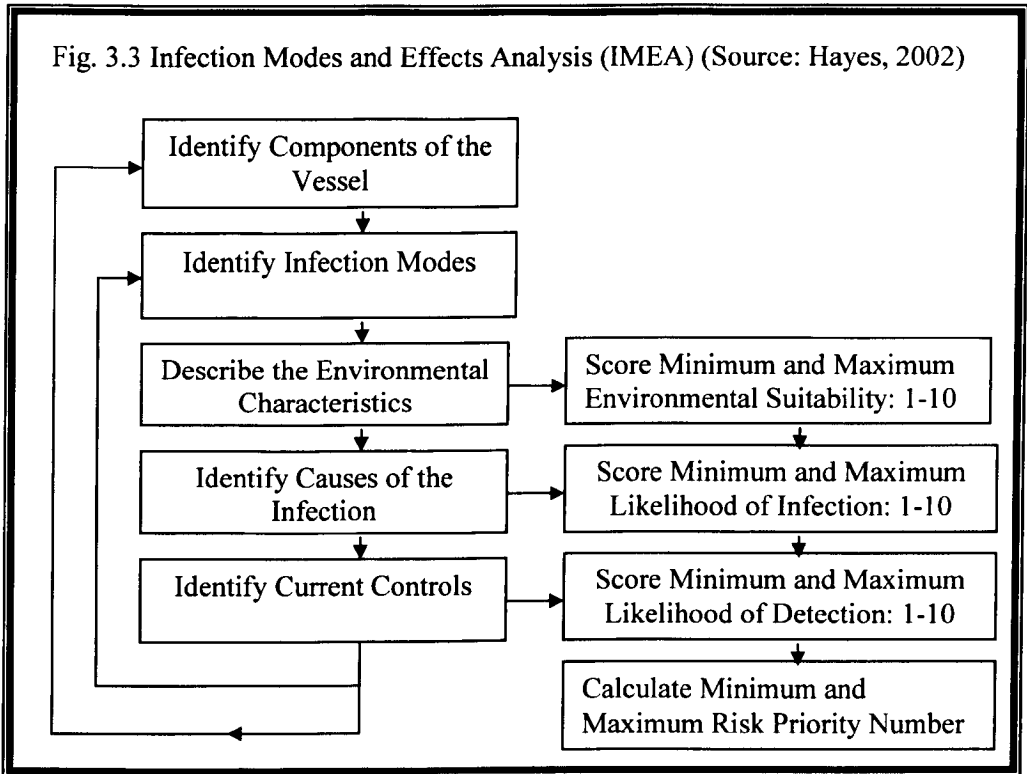 Fig. 3.3 Infection Modes and Effects Analysis (IMEA) (Source: Hayes, 2002)
Identify Components of the
Vessel
Identify Infection Modes
Describe the Environmental
Characteristics
Score Minimum and Maximum
Environmental Suitability: 1-10
Identify Causes of the
Infection
Score Minimum and Maximum
Likelihood of Infection: 1-10
Identify Current Controls
Score Minimum and Maximum
Likelihood of Detection: 1-10
Calculate Minimum and
Maximum Risk Priority Number